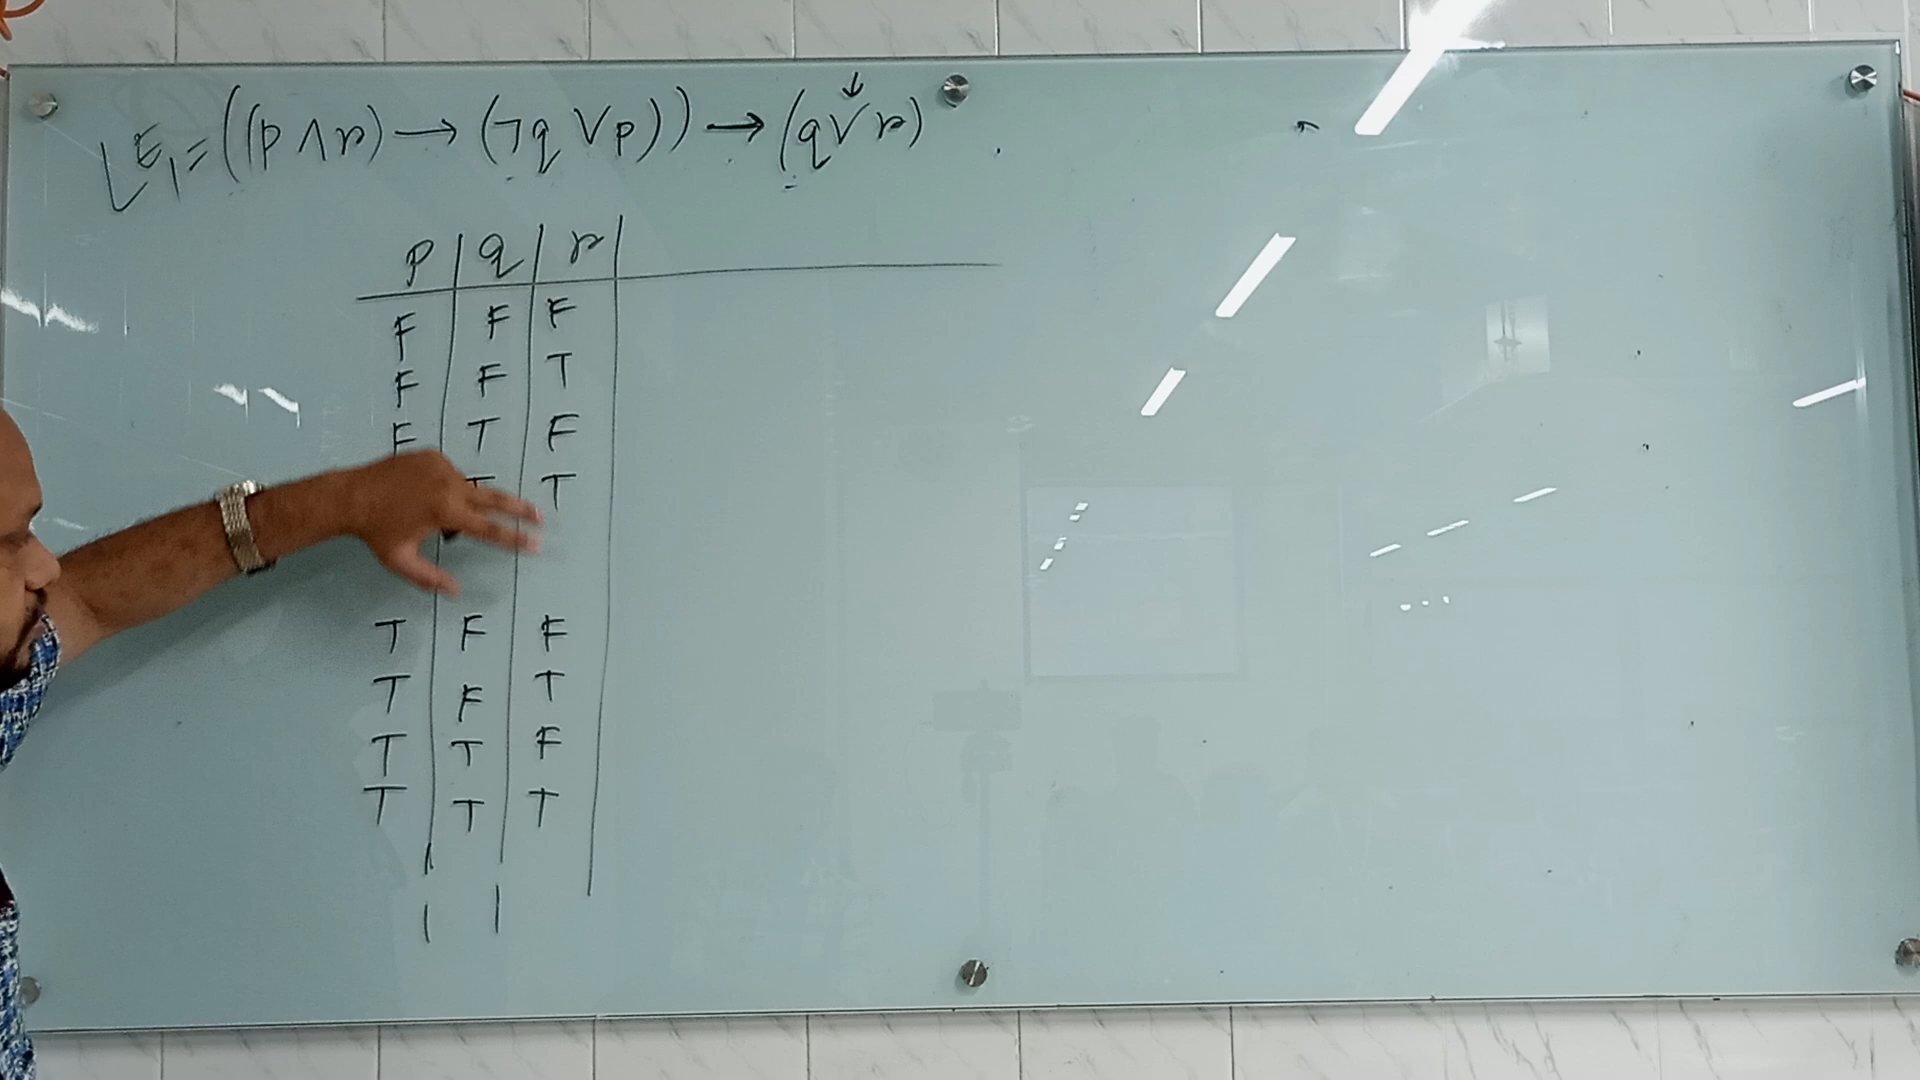 LE₁ = ((p ∧ r) → (¬q ∨ p)) → (q ∨ r)
p | q | r |
F F F
F F T
F T F
T T
T F F
T F T
T T F
T T T